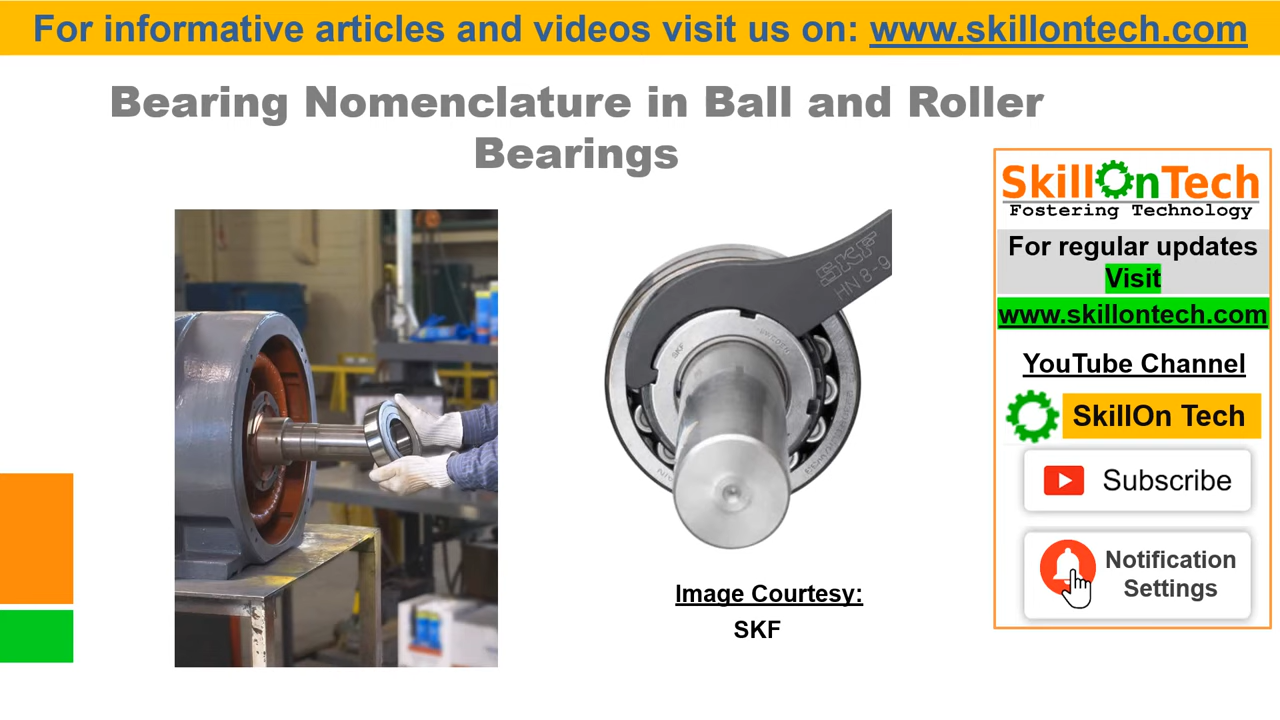 For informative articles and videos visit us on: www.skillontech.com
Bearing Nomenclature in Ball and Roller
Bearings
SKF
HN 8-9
SKF
Image Courtesy:
SKF
SkillOnTech
Fostering Technology
For regular updates
Visit
www.skillontech.com
YouTube Channel
SkillOn Tech
Subscribe
Notification
Settings